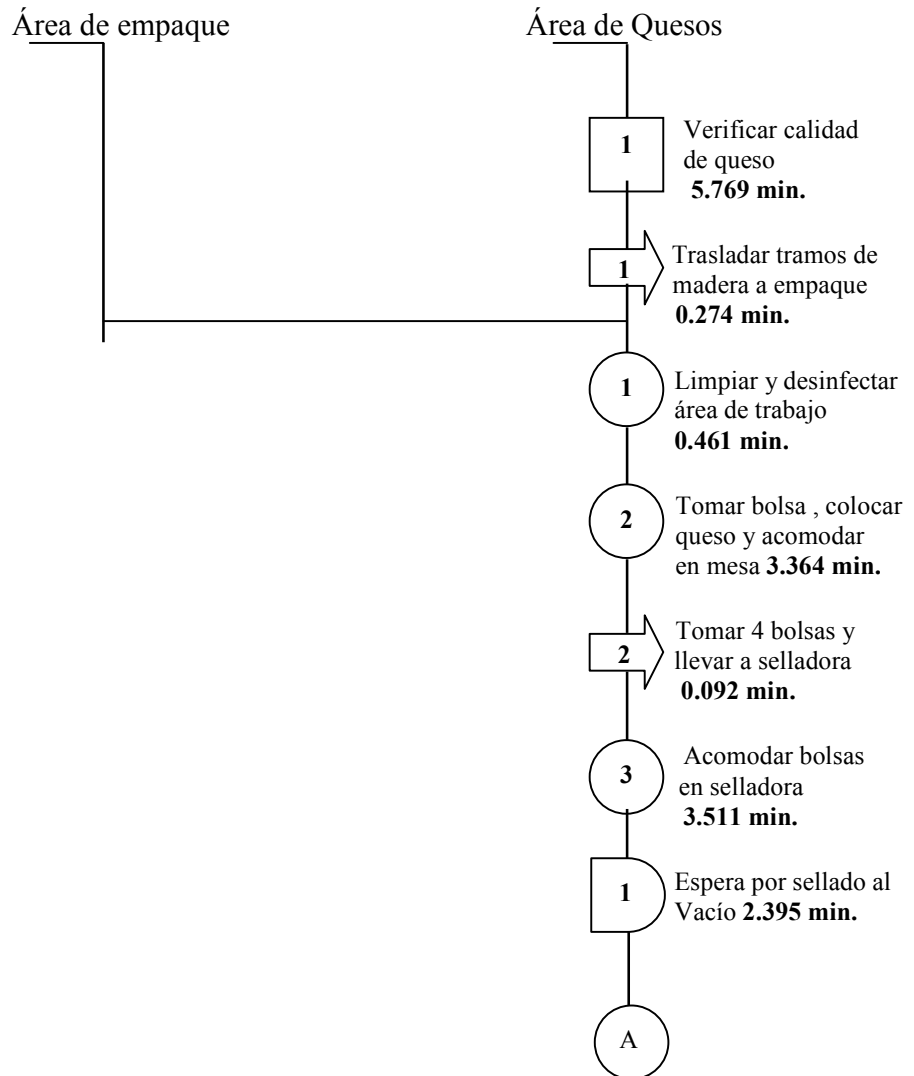 Área de empaque
Área de Quesos
1
Verificar calidad
de queso
5.769 min.
1
Trasladar tramos de
madera a empaque
0.274 min.
1
Limpiar y desinfectar
área de trabajo
0.461 min.
2
Tomar bolsa , colocar
queso y acomodar
en mesa 3.364 min.
2
Tomar 4 bolsas y
llevar a selladora
0.092 min.
3
Acomodar bolsas
en selladora
3.511 min.
1
Espera por sellado al
Vacío 2.395 min.
A